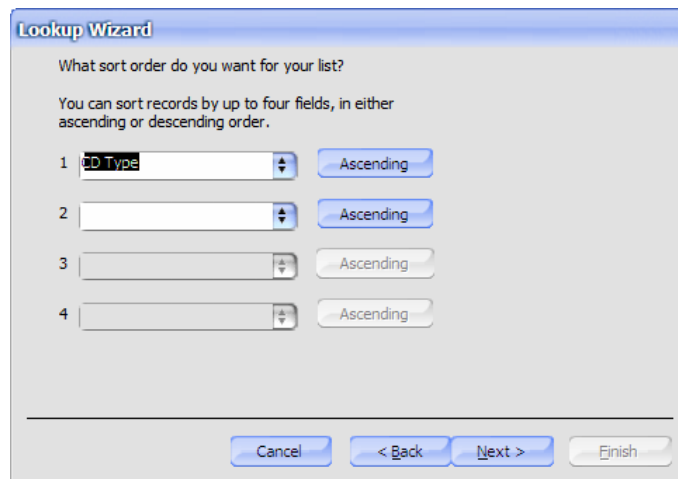 Lookup Wizard
What sort order do you want for your list?
You can sort records by up to four fields, in either
ascending or descending order.
1 CD Type Ascending
2 Ascending
3 Ascending
4 Ascending
Cancel < Back Next > Finish